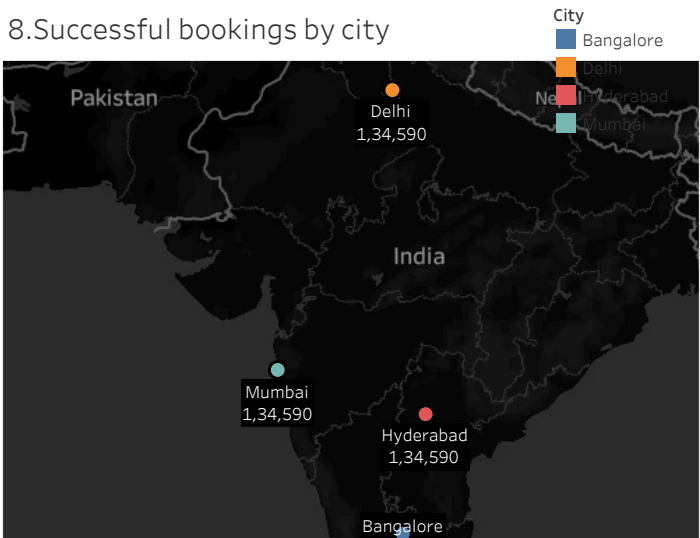 8.Successful bookings by city
City
Bangalore
Delhi
Hyderabad
Mumbai
Pakistan
Delhi
1,34,590
India
Mumbai
1,34,590
Hyderabad
1,34,590
Bangalore